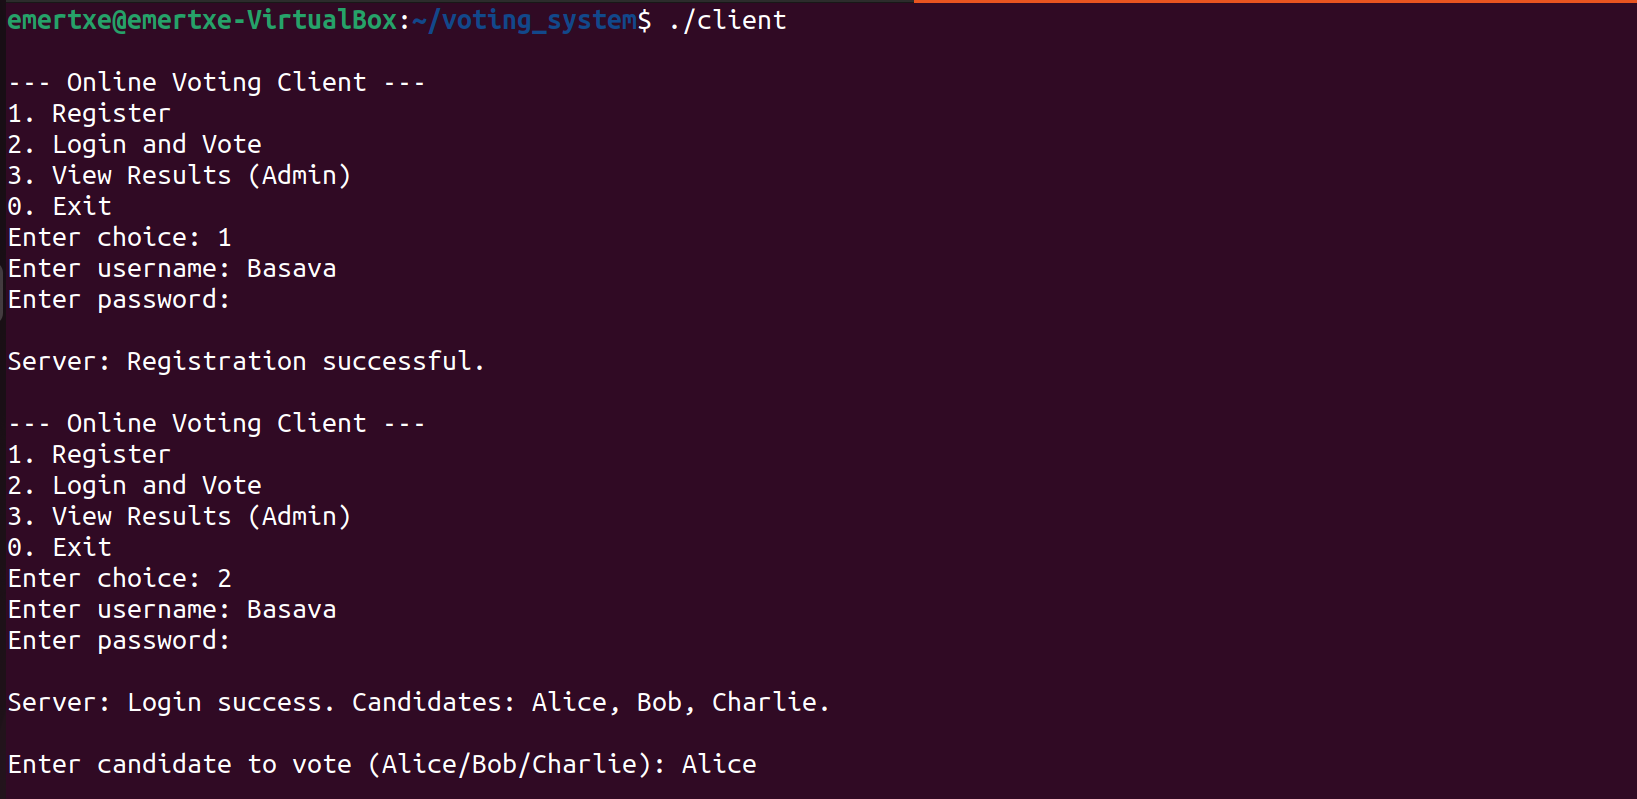 emertxe@emertxe-VirtualBox:~/voting_system$ ./client
--- Online Voting Client ---
1. Register
2. Login and Vote
3. View Results (Admin)
0. Exit
Enter choice: 1
Enter username: Basava
Enter password:
Server: Registration successful.
--- Online Voting Client ---
1. Register
2. Login and Vote
3. View Results (Admin)
0. Exit
Enter choice: 2
Enter username: Basava
Enter password:
Server: Login success. Candidates: Alice, Bob, Charlie.
Enter candidate to vote (Alice/Bob/Charlie): Alice